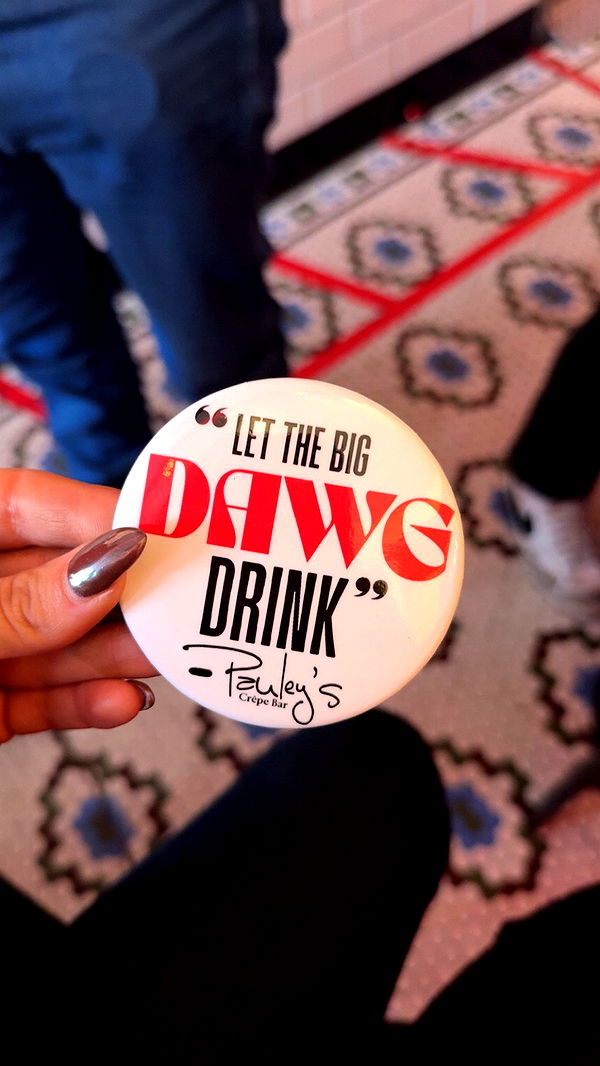 “LET THE BIG
DAWG
DRINK”
- Pauley's
Crêpe Bar